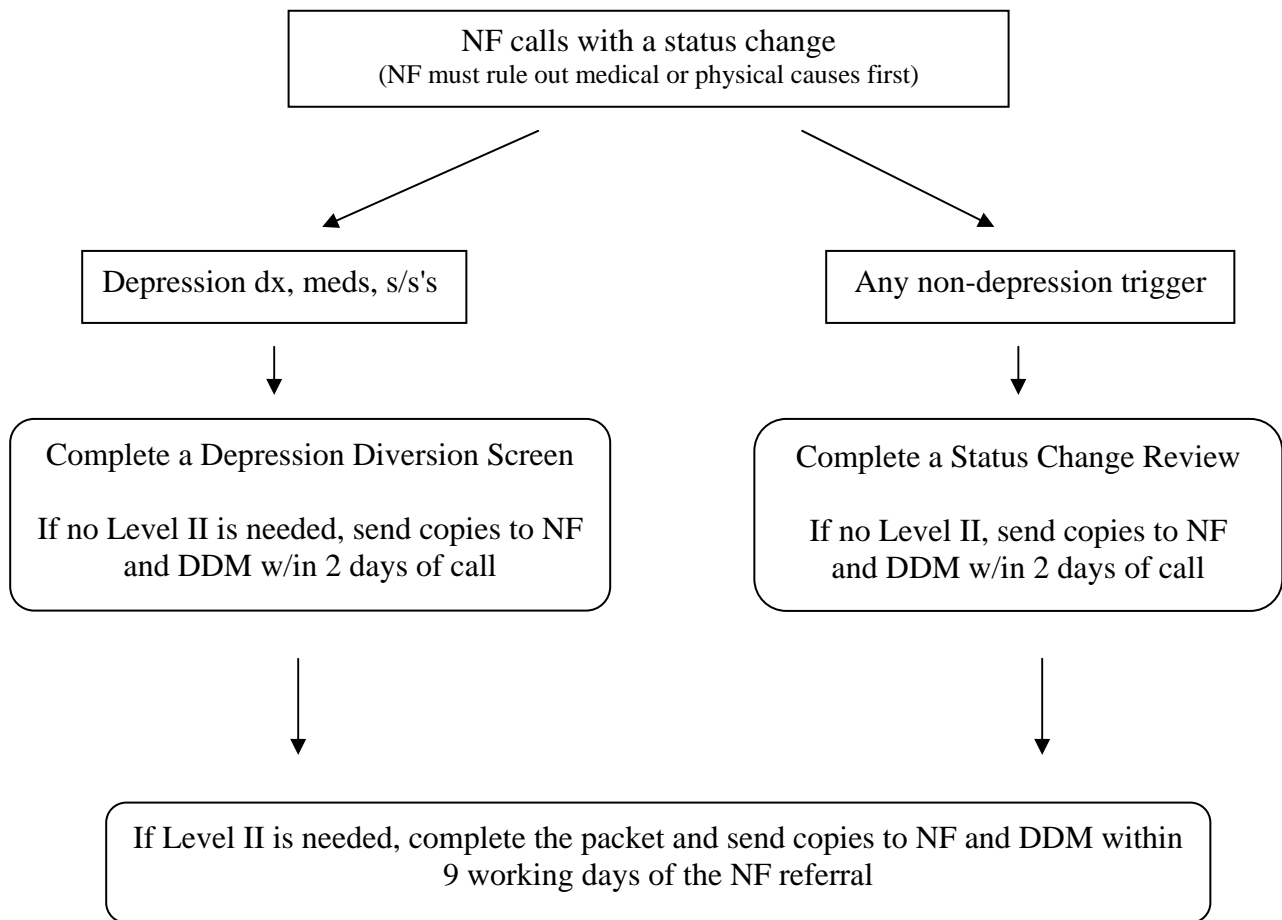 NF calls with a status change
(NF must rule out medical or physical causes first)
Depression dx, meds, s/s's
Any non-depression trigger
Complete a Depression Diversion Screen
If no Level II is needed, send copies to NF
and DDM w/in 2 days of call
Complete a Status Change Review
If no Level II, send copies to NF
and DDM w/in 2 days of call
If Level II is needed, complete the packet and send copies to NF and DDM within
9 working days of the NF referral